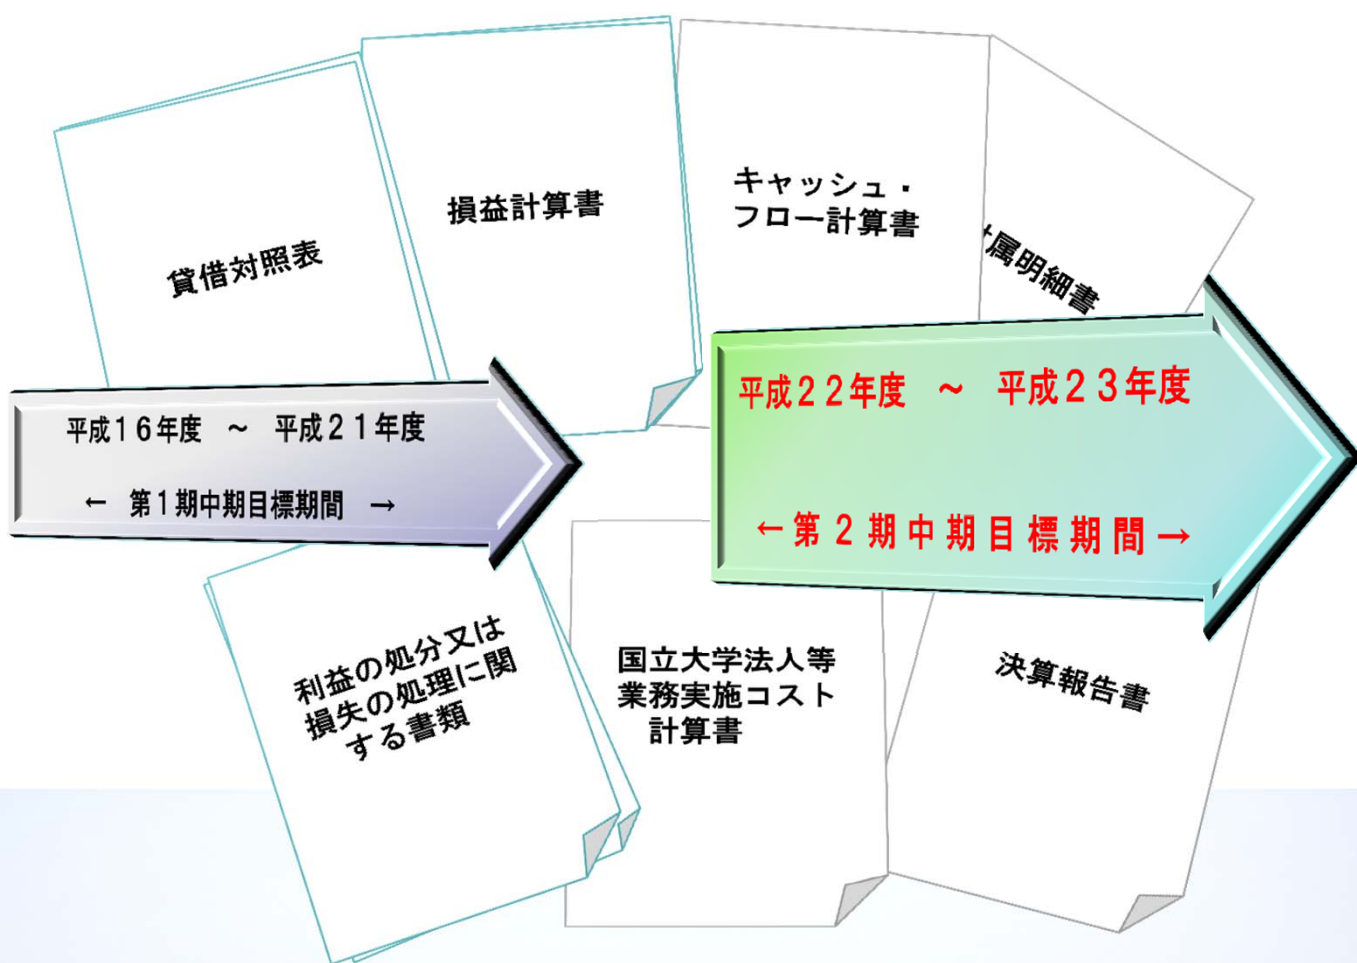 貸借対照表
損益計算書
キャッシュ・
フロー計算書
属明細書
平成16年度 ～ 平成21年度
← 第1期中期目標期間 →
平成22年度 ～ 平成23年度
←第2期中期目標期間→
利益の処分又は
損失の処理に関
する書類
国立大学法人等
業務実施コスト
計算書
決算報告書